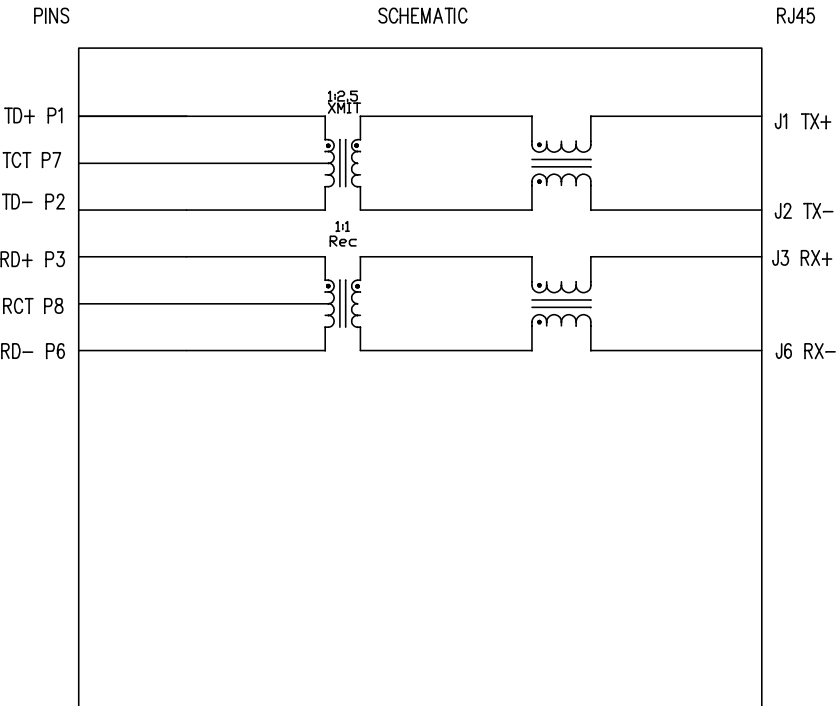 PINS SCHEMATIC RJ45
1:2.5
XMIT
TD+ P1
J1 TX+
TCT P7
TD- P2
J2 TX-
1:1
Rec
RD+ P3
J3 RX+
RCT P8
RD- P6
J6 RX-